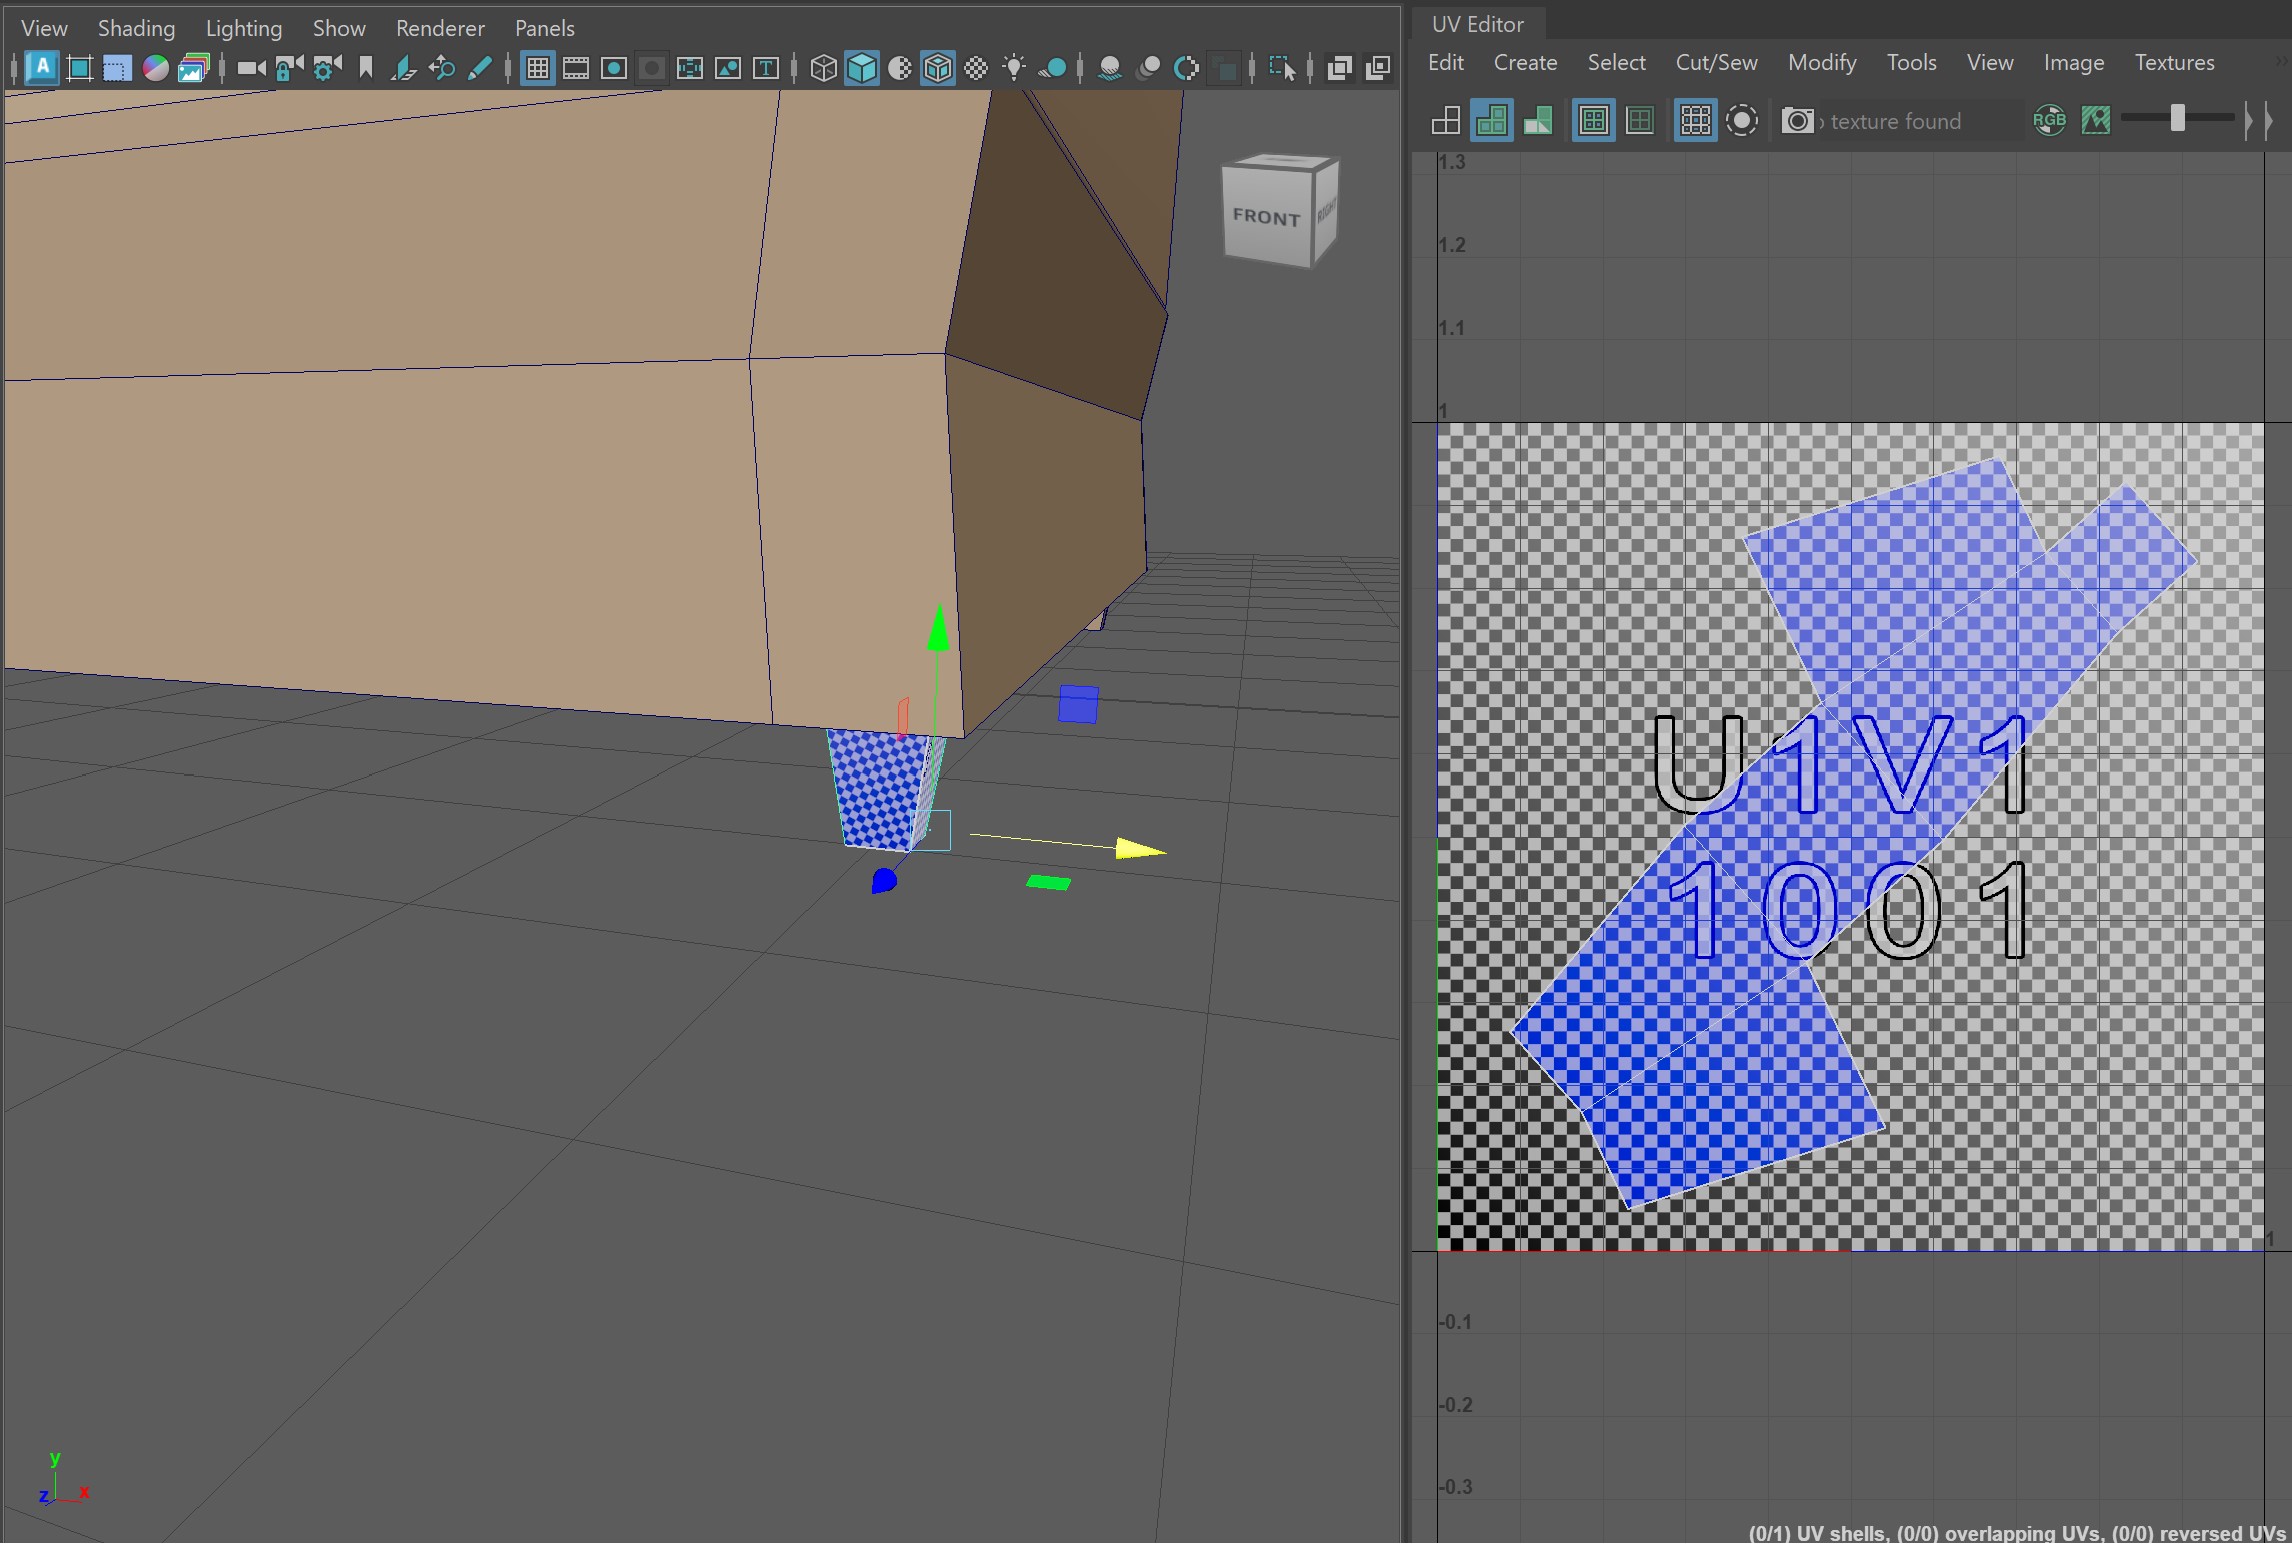 View Shading Lighting Show Renderer Panels
A
T
FRONT
RIGHT
y
z x
UV Editor
Edit Create Select Cut/Sew Modify Tools View Image Textures
texture found
RGB
1.3
1.2
1.1
1
U1V1
1001
1
-0.1
-0.2
-0.3
(0/1) UV shells, (0/0) overlapping UVs, (0/0) reversed UVs